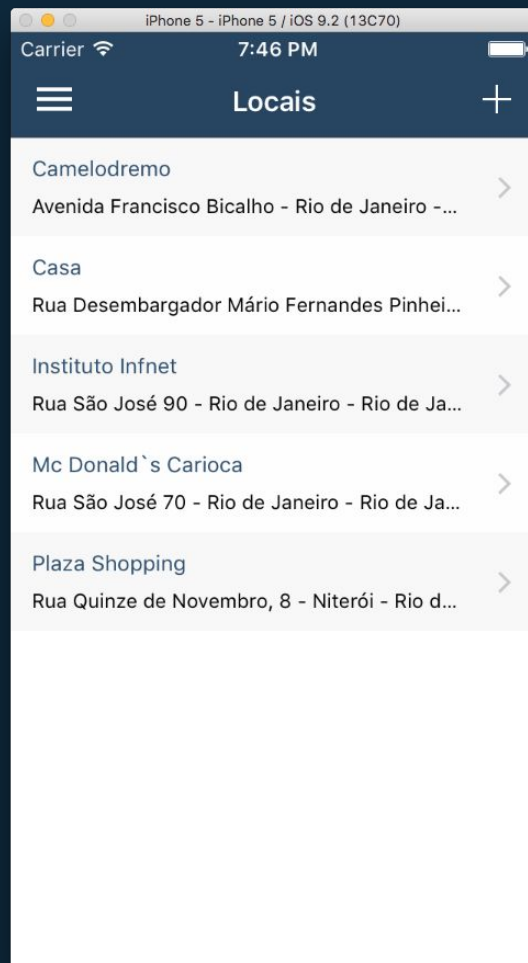 iPhone 5 - iPhone 5 / iOS 9.2 (13C70)
Carrier 7:46 PM
Locais
Camelodremo
Avenida Francisco Bicalho - Rio de Janeiro -...
Casa
Rua Desembargador Mário Fernandes Pinhei...
Instituto Infnet
Rua São José 90 - Rio de Janeiro - Rio de Ja...
Mc Donald`s Carioca
Rua São José 70 - Rio de Janeiro - Rio de Ja...
Plaza Shopping
Rua Quinze de Novembro, 8 - Niterói - Rio d...